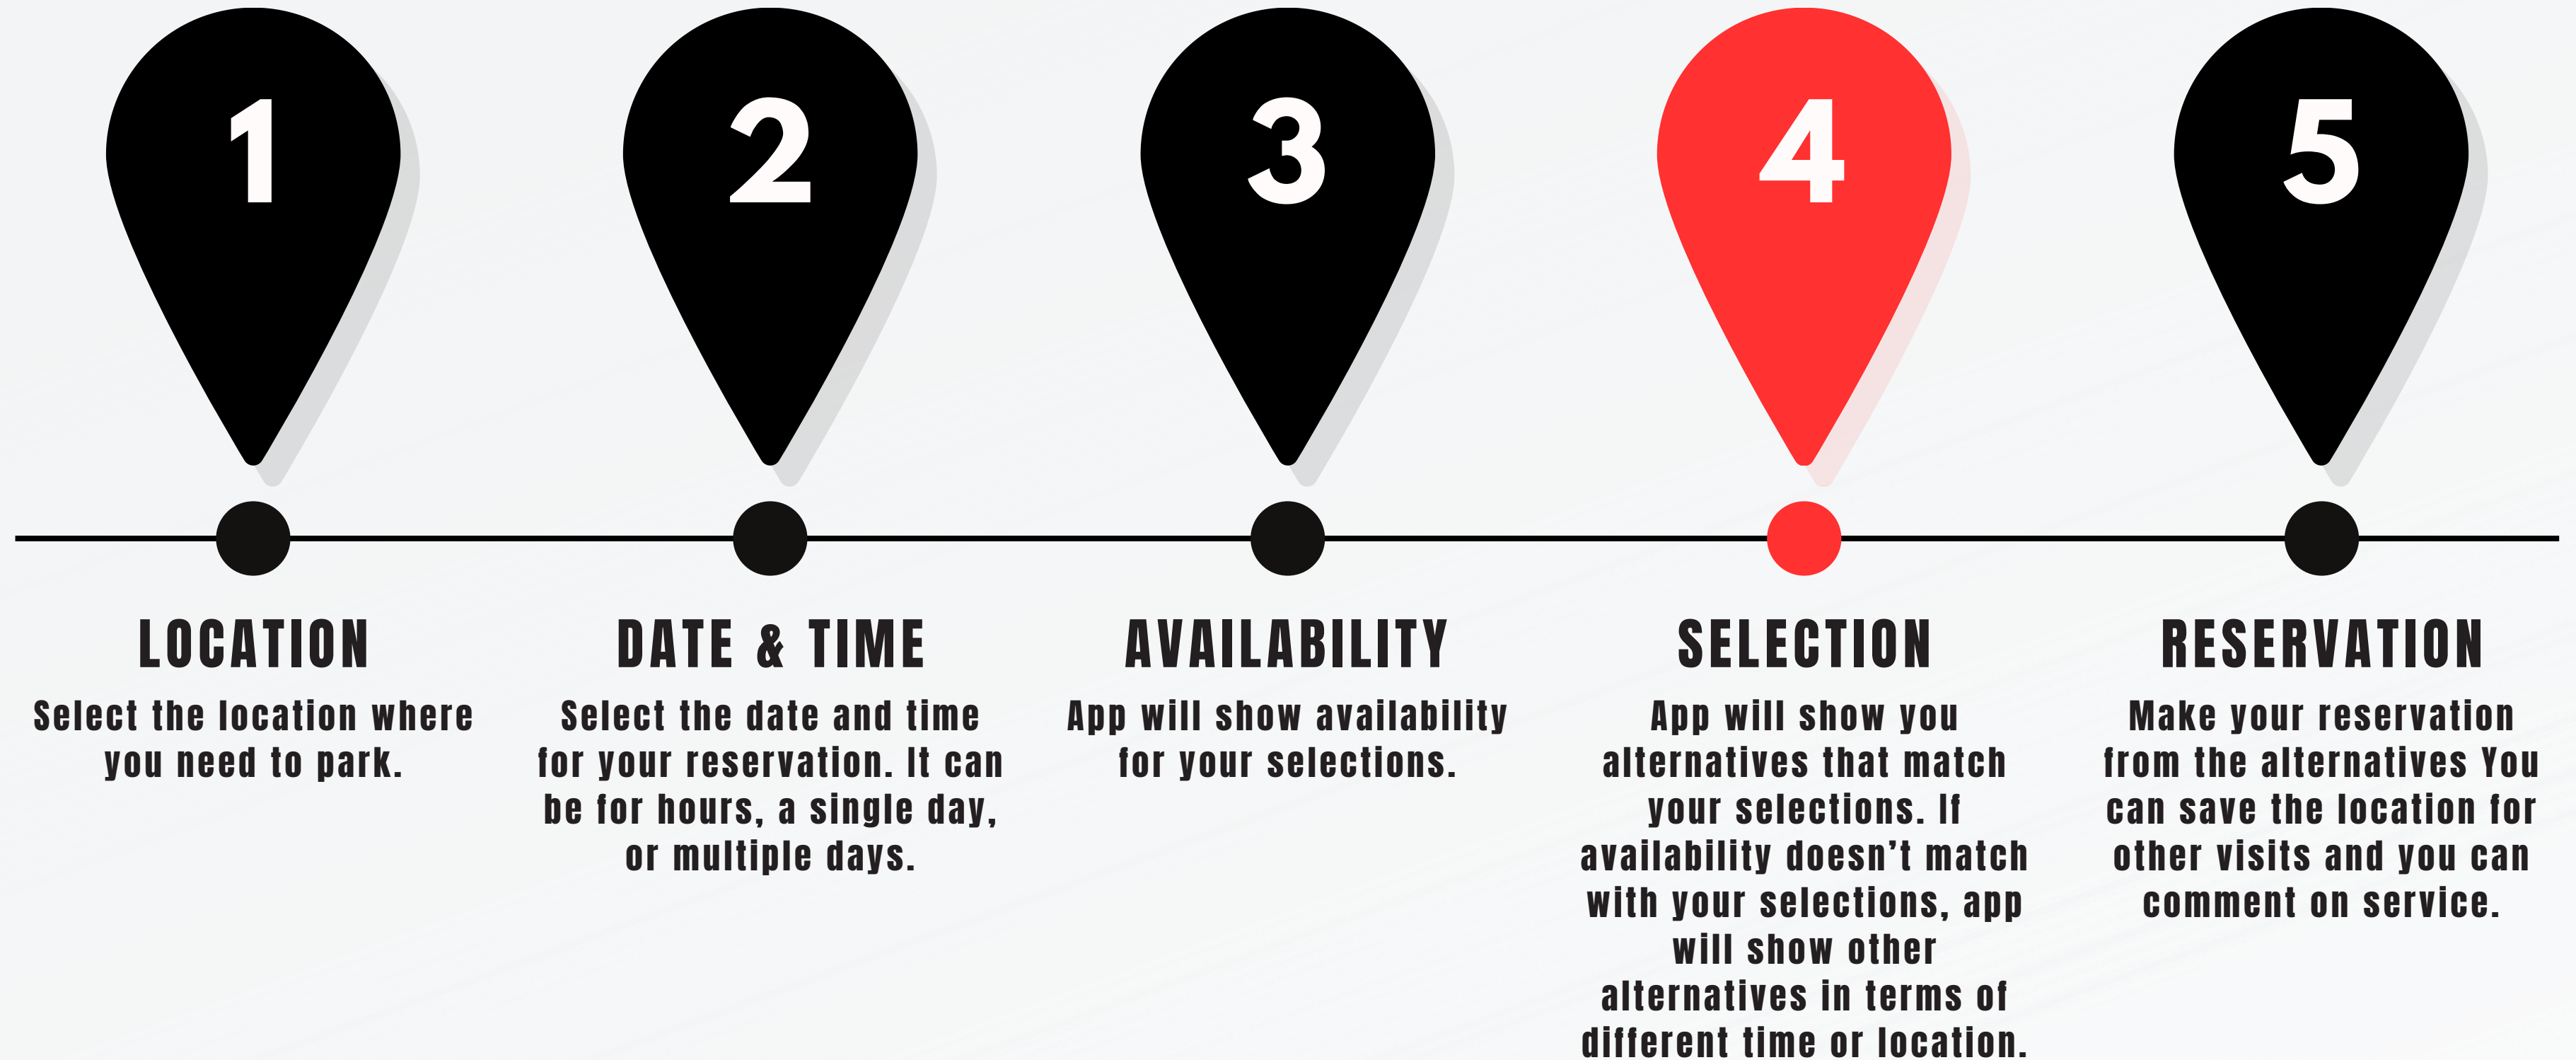 1
2
3
4
5
LOCATION
Select the location where
you need to park.
DATE & TIME
Select the date and time
for your reservation. It can
be for hours, a single day,
or multiple days.
AVAILABILITY
App will show availability
for your selections.
SELECTION
App will show you
alternatives that match
your selections. If
availability doesn’t match
with your selections, app
will show other
alternatives in terms of
different time or location.
RESERVATION
Make your reservation
from the alternatives You
can save the location for
other visits and you can
comment on service.